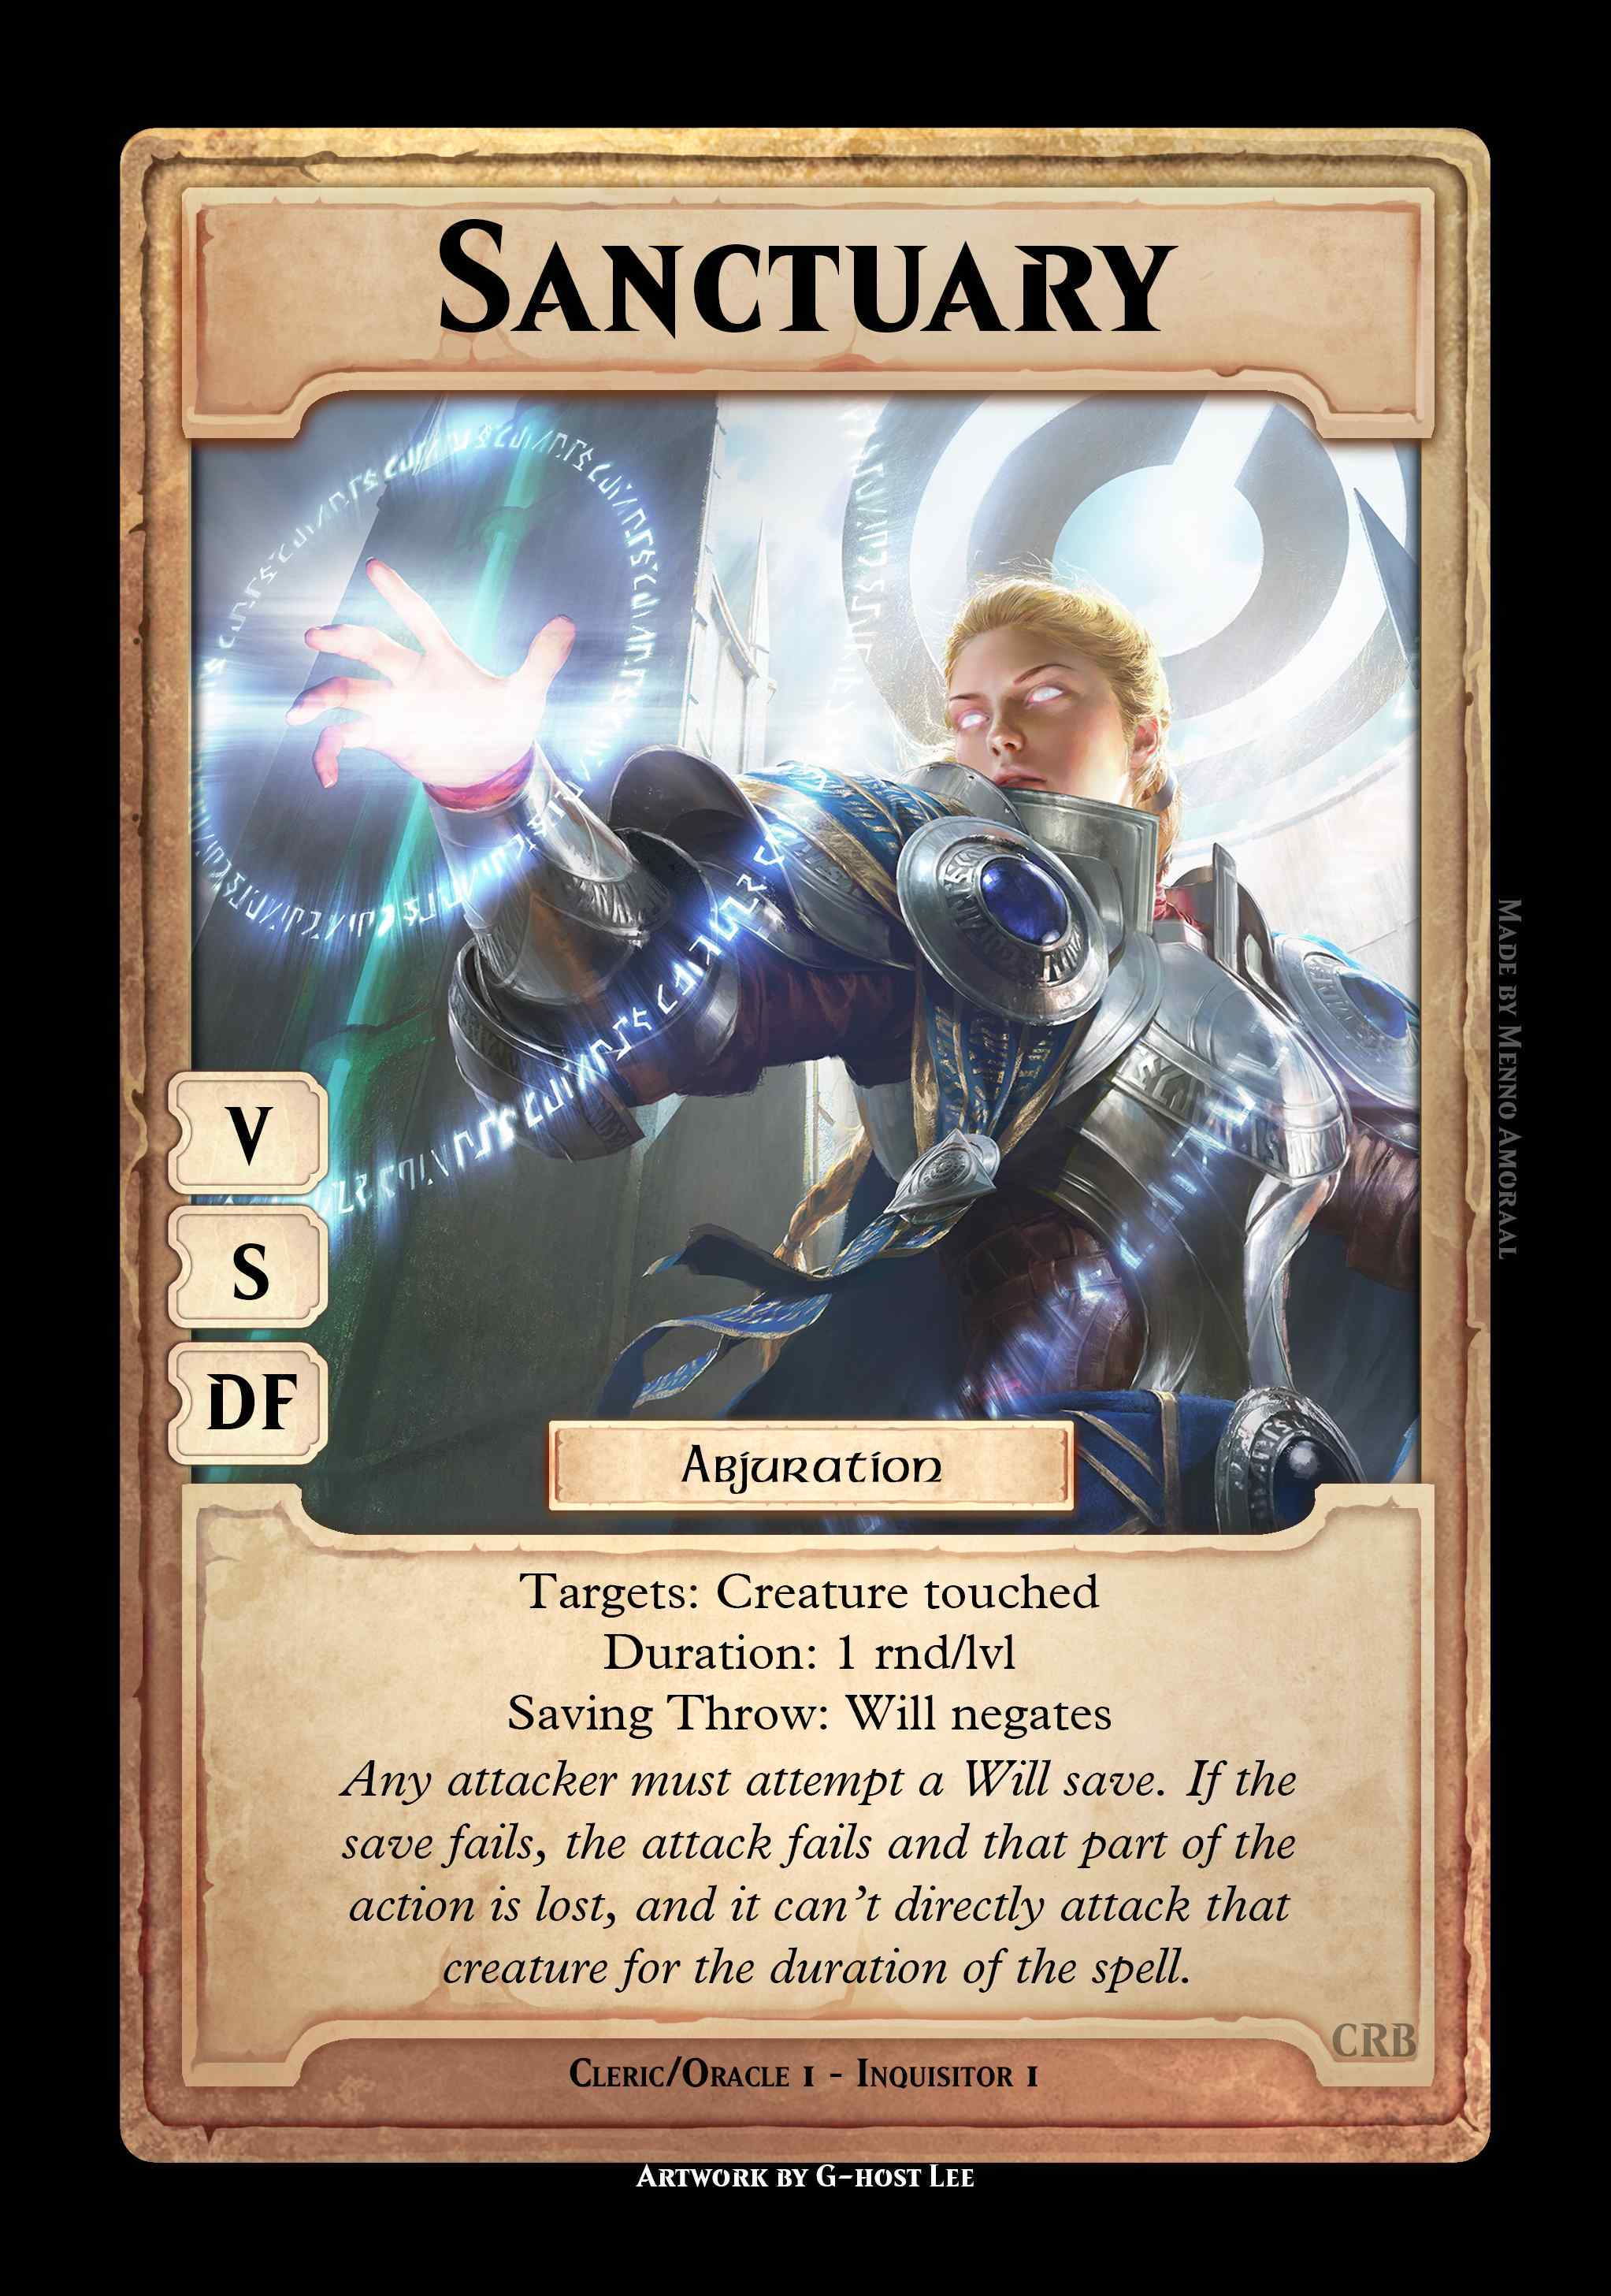 Sanctuary
V
S
DF
Abjuration
Targets: Creature touched
Duration: 1 rnd/lvl
Saving Throw: Will negates
Any attacker must attempt a Will save. If the
save fails, the attack fails and that part of the
action is lost, and it can't directly attack that
creature for the duration of the spell.
CRB
Cleric/Oracle 1 - Inquisitor 1
Artwork by G-host Lee
Made by Menno Amoraal